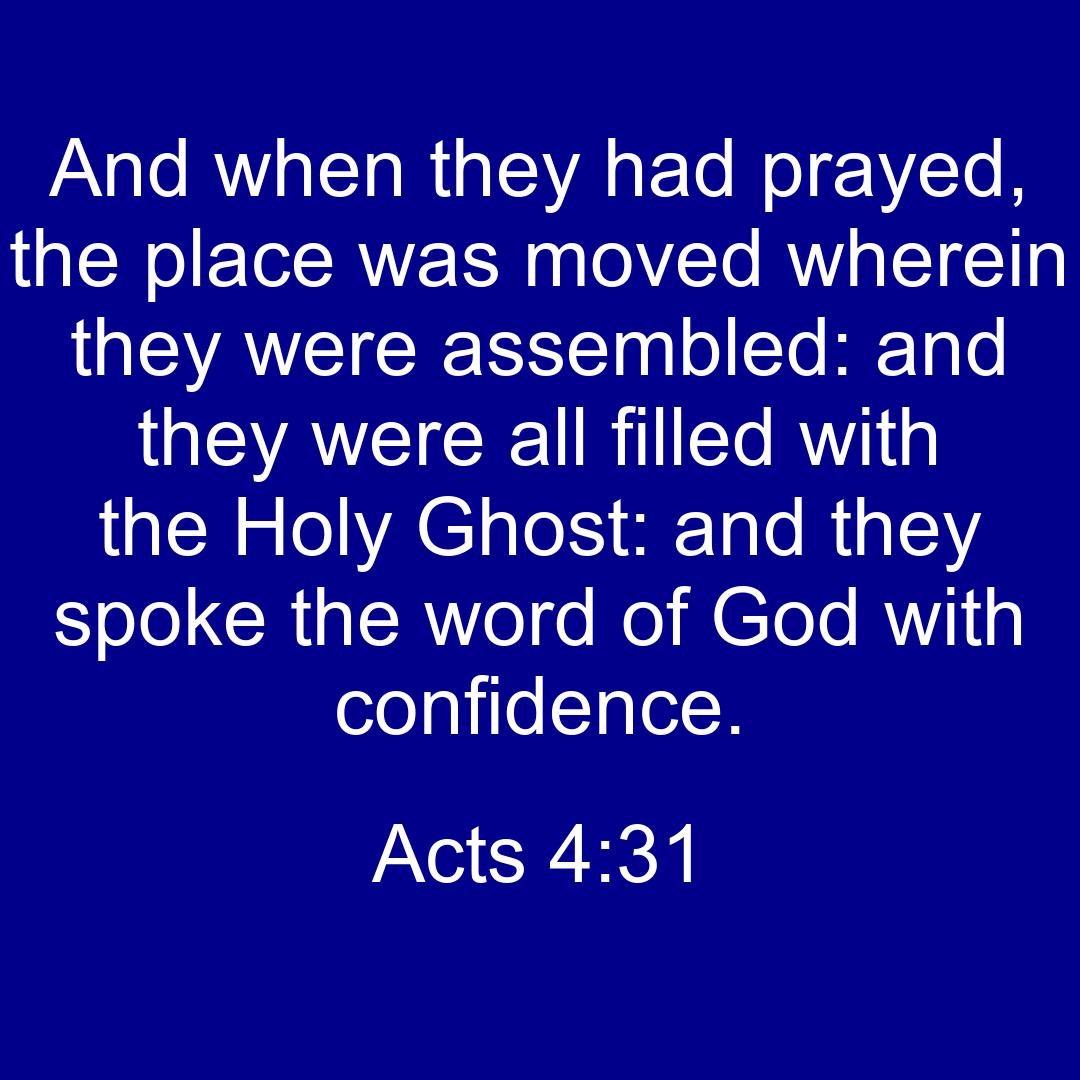 And when they had prayed,
the place was moved wherein
they were assembled: and
they were all filled with
the Holy Ghost: and they
spoke the word of God with
confidence.
Acts 4:31